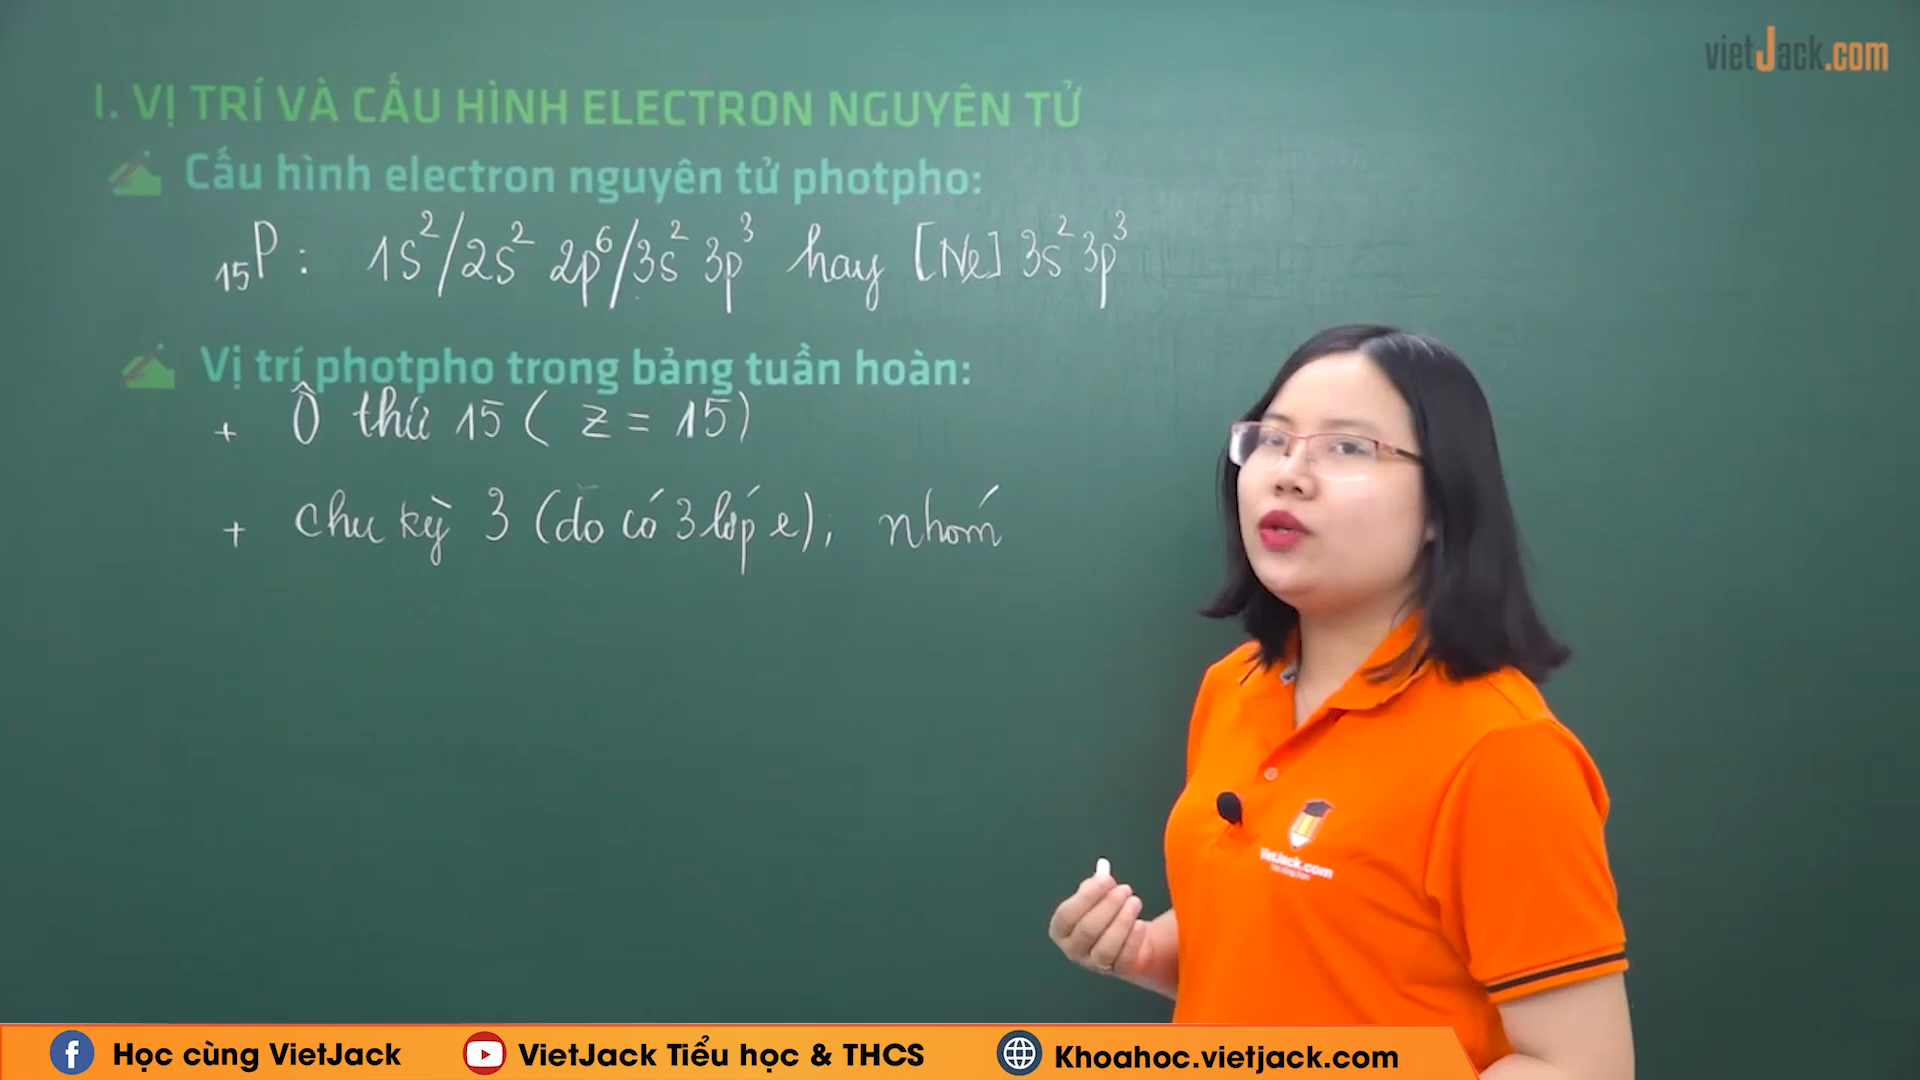 vietJack.com
I. VỊ TRÍ VÀ CẤU HÌNH ELECTRON NGUYÊN TỬ
Cấu hình electron nguyên tử photpho:
₁₅P: 1s²/2s² 2p⁶/3s² 3p³ hay [Ne] 3s² 3p³
Vị trí photpho trong bảng tuần hoàn:
+ Ô thứ 15 ( Z = 15)
+ chu kỳ 3 (do có 3 lớp e), nhóm
VietJack.com
Học cùng VietJack
VietJack Tiểu học & THCS
Khoahoc.vietjack.com